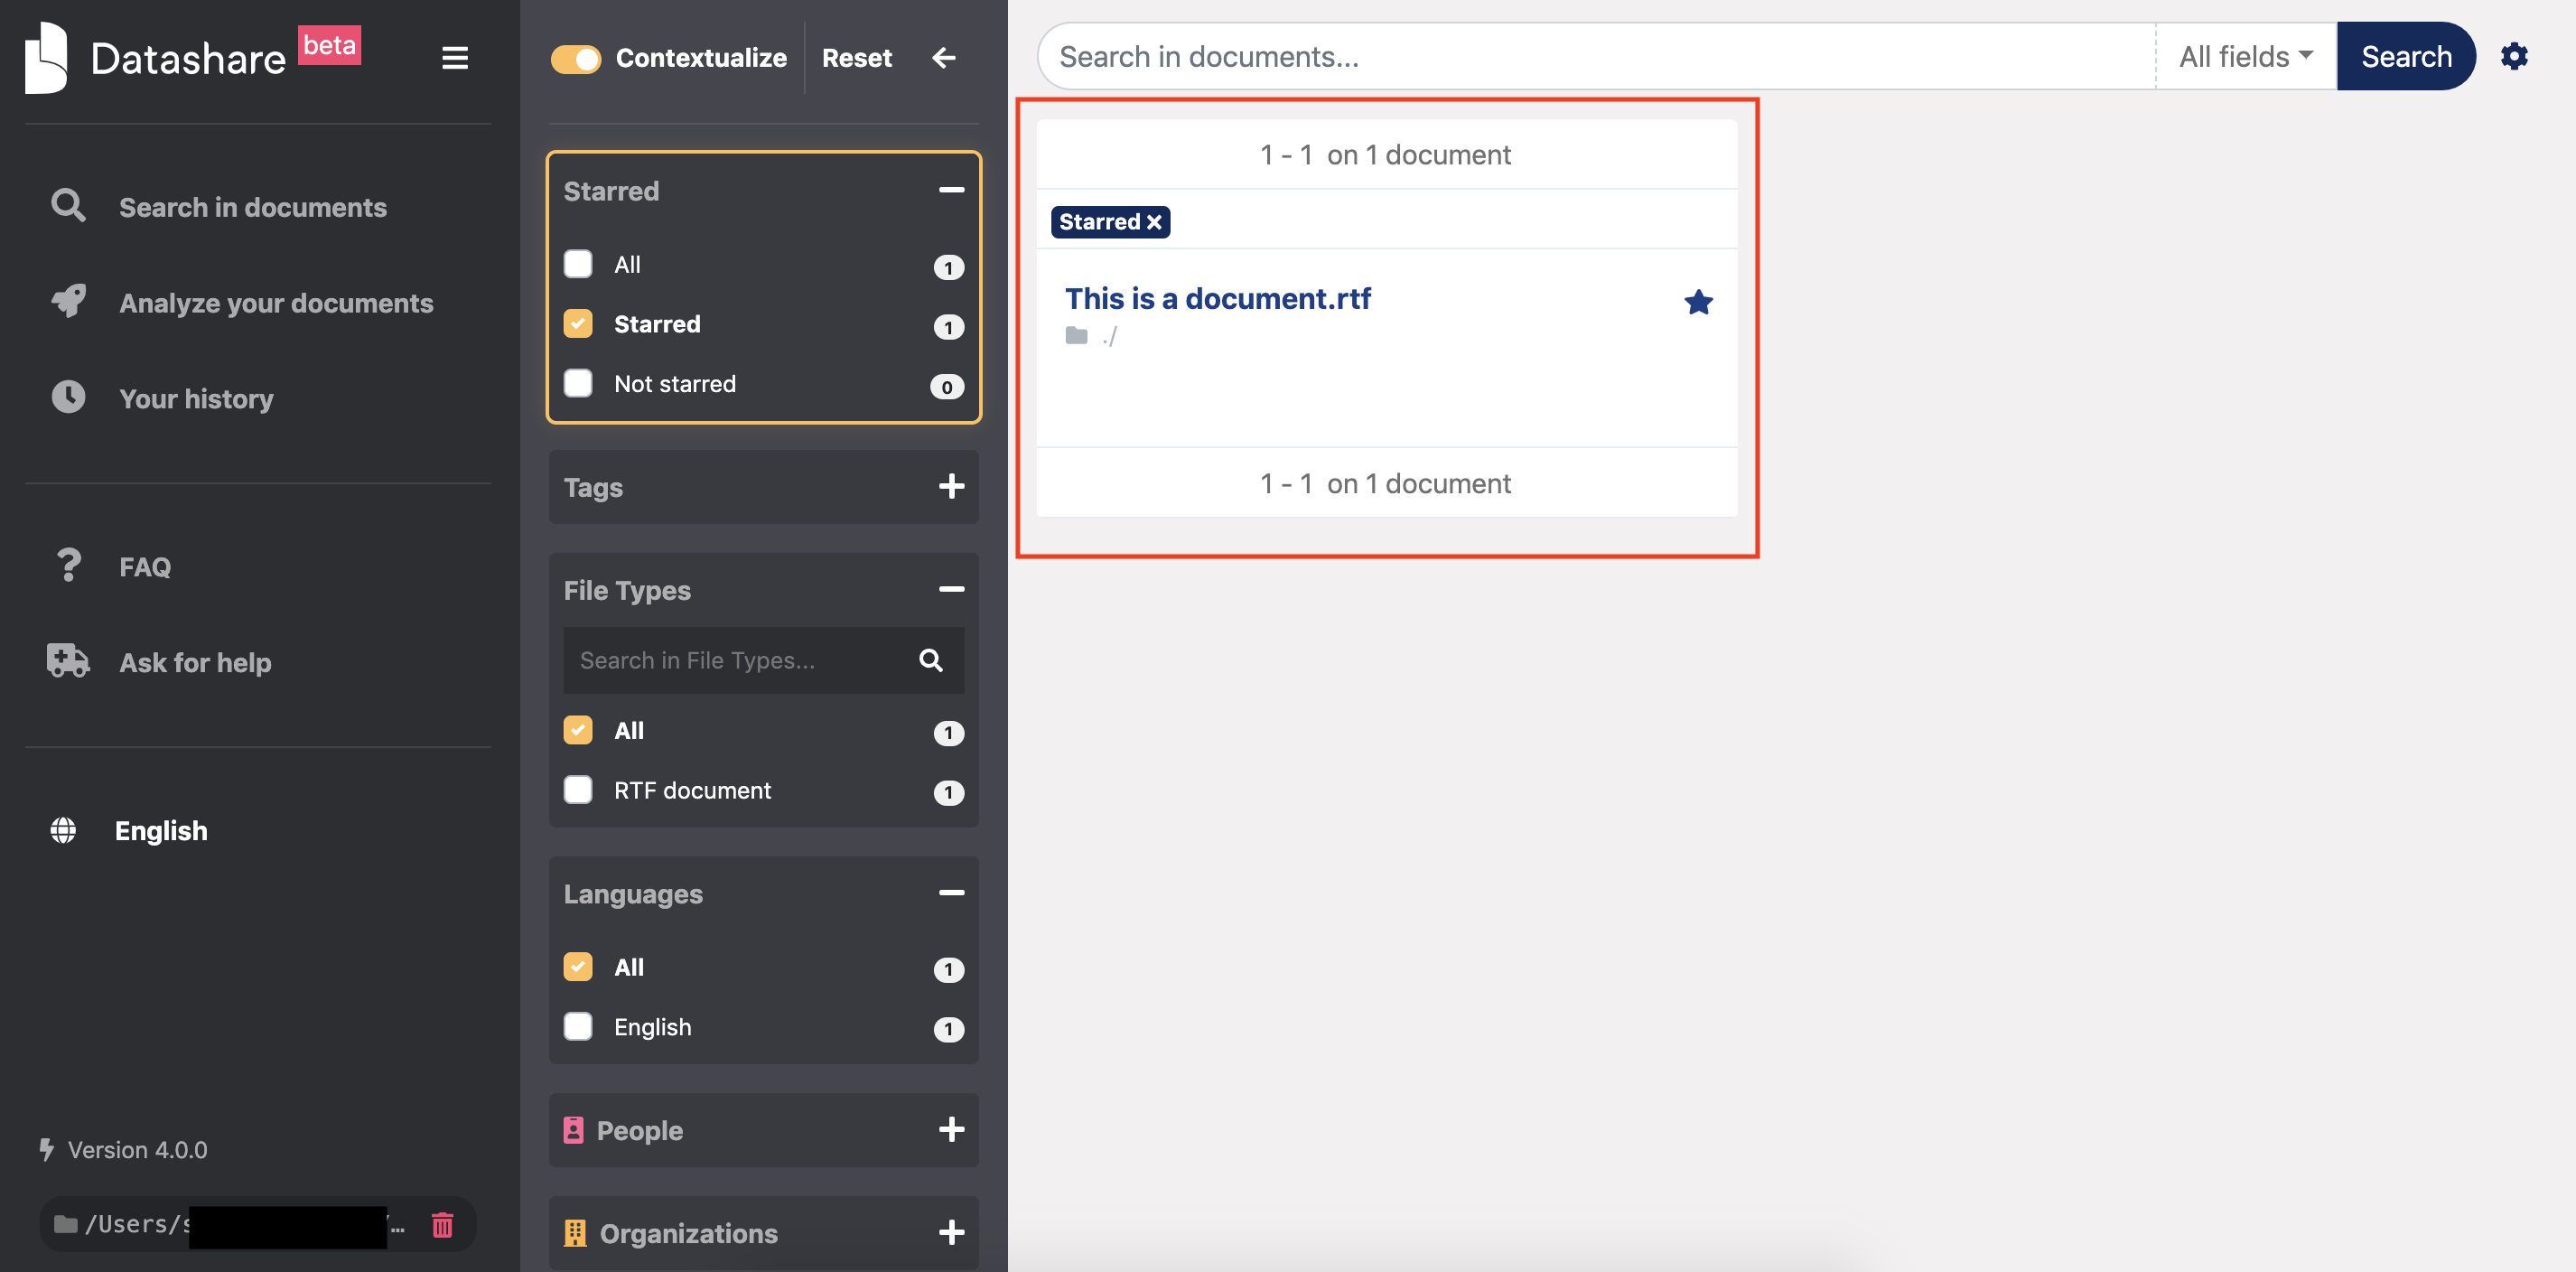 Datashare beta
Search in documents
Analyze your documents
Your history
FAQ
Ask for help
English
Version 4.0.0
/Users/s ...
Contextualize Reset
Starred
All 1
Starred 1
Not starred 0
Tags
File Types
Search in File Types...
All 1
RTF document 1
Languages
All 1
English 1
People
Organizations
Search in documents... All fields Search
1 - 1 on 1 document
Starred
This is a document.rtf
./
1 - 1 on 1 document